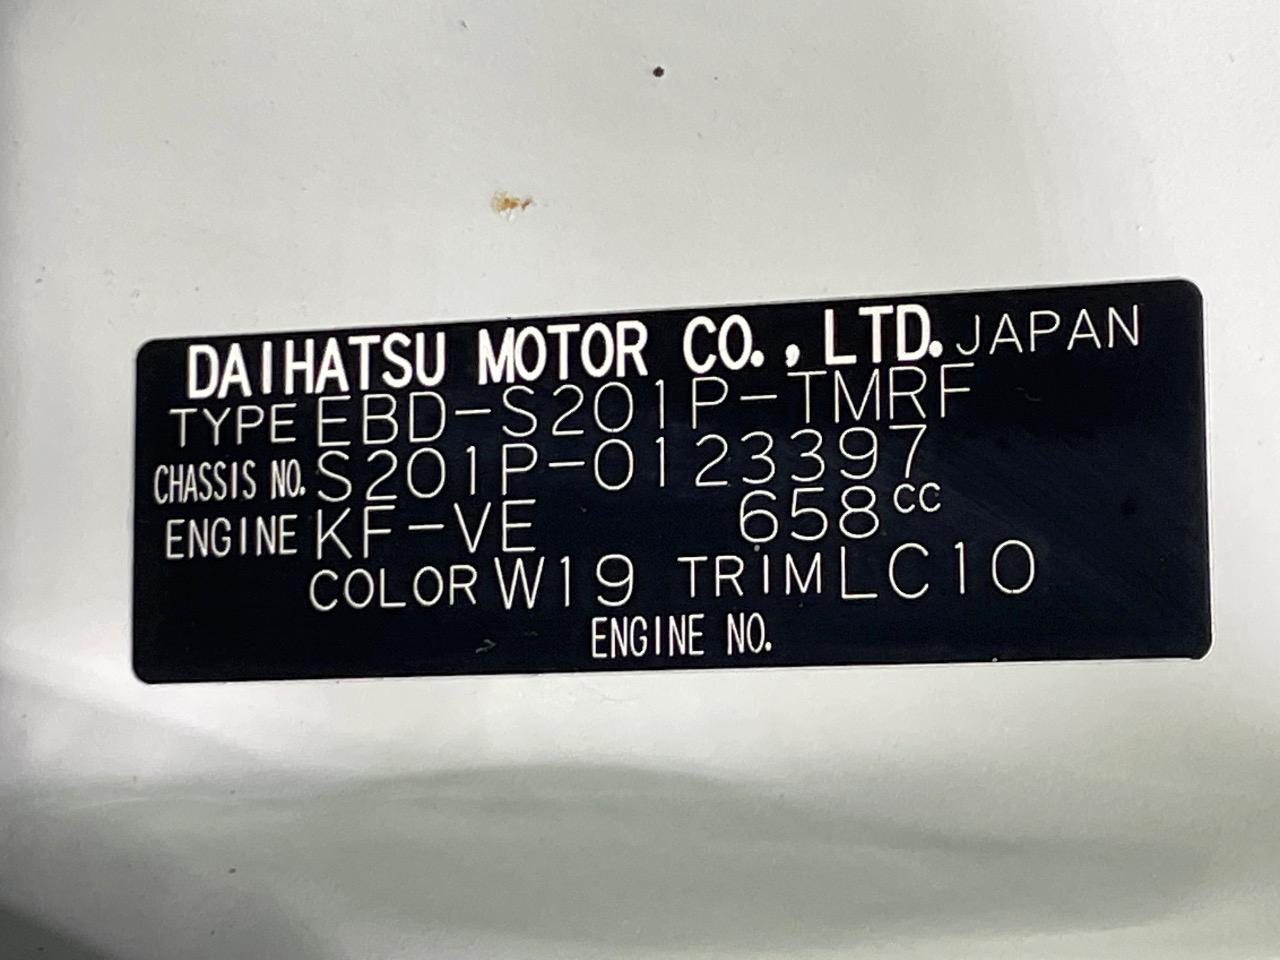 DAIHATSU MOTOR CO., LTD. JAPAN
TYPE EBD-S201P-TMRF
CHASSIS NO. S201P-0123397
ENGINE KF-VE 658cc
COLOR W19 TRIM LC10
ENGINE NO.